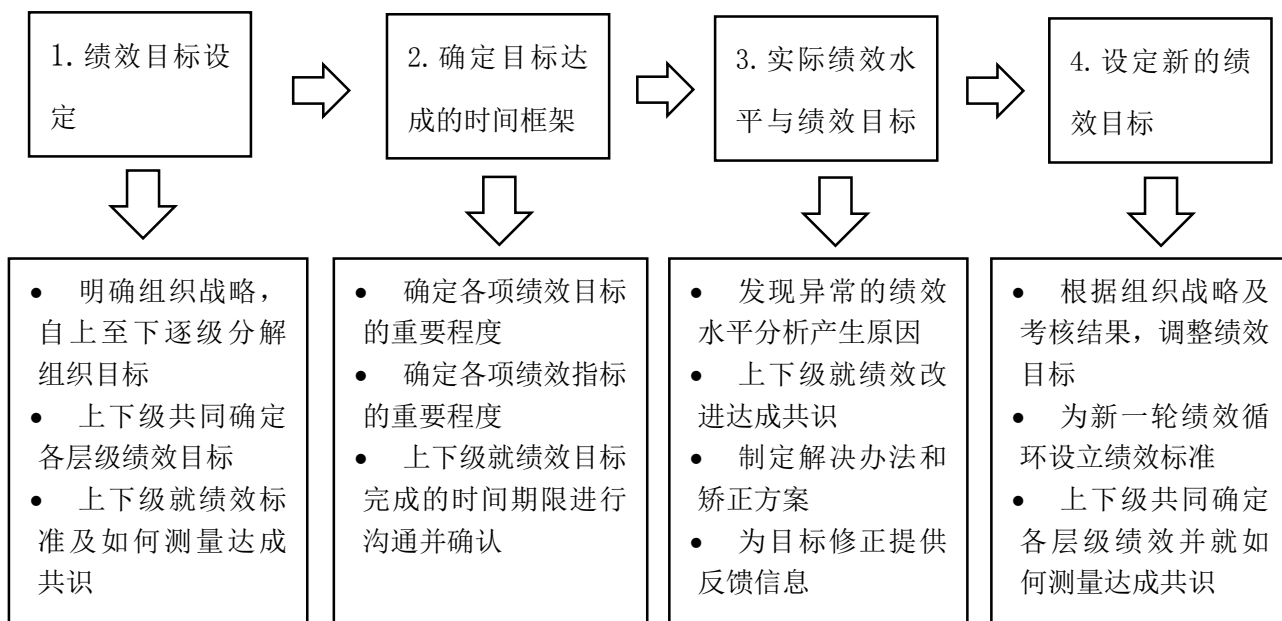 1.绩效目标设
定
2.确定目标达
成的时间框架
3.实际绩效水
平与绩效目标
4.设定新的绩
效目标
● 明确组织战略，
自上至下逐级分解
组织目标
● 上下级共同确定
各层级绩效目标
● 上下级就绩效标
准及如何测量达成
共识
● 确定各项绩效目标
的重要程度
● 确定各项绩效指标
的重要程度
● 上下级就绩效目标
完成的时间期限进行
沟通并确认
● 发现异常的绩效
水平分析产生原因
● 上下级就绩效改
进达成共识
● 制定解决办法和
矫正方案
● 为目标修正提供
反馈信息
● 根据组织战略及
考核结果，调整绩效
目标
● 为新一轮绩效循
环设立绩效标准
● 上下级共同确定
各层级绩效并就如
何测量达成共识